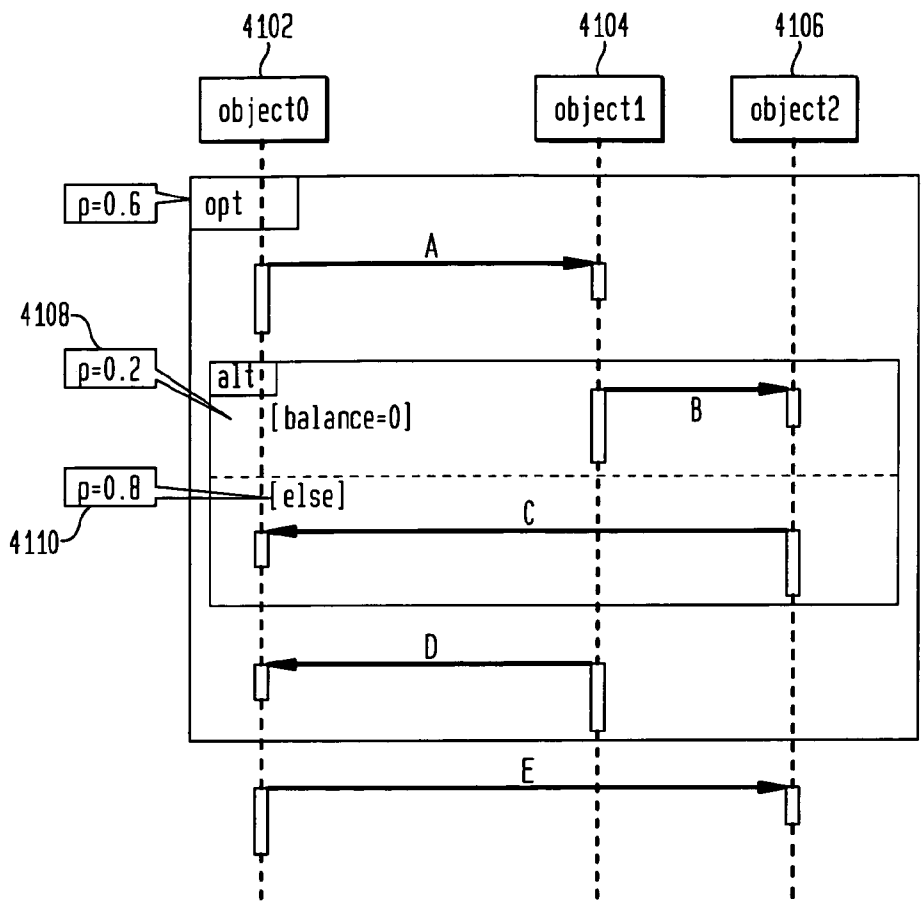 4102 4104 4106
object0 object1 object2
p=0.6 opt
A
4108
p=0.2 alt
[balance=0] B
p=0.8 [else]
C
4110
D
E